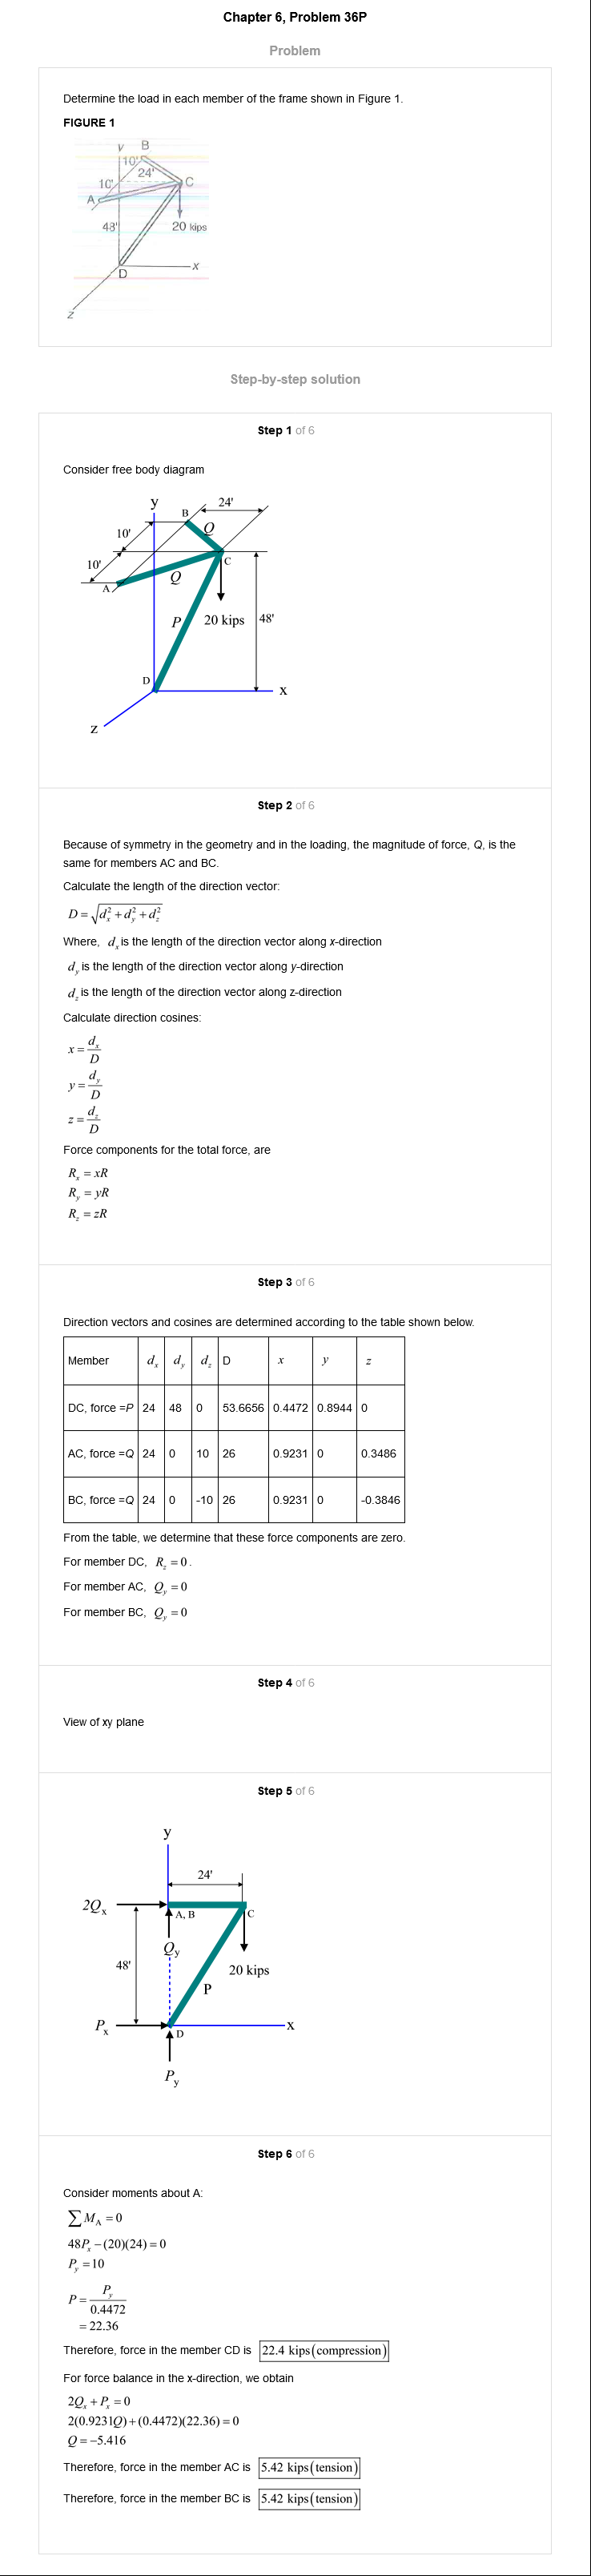 Chapter 6, Problem 36P
Problem
Determine the load in each member of the frame shown in Figure 1.
FIGURE 1
y
B
10'
24'
10'
C
A
48'
20 kips
D
x
z
Step-by-step solution
Step 1 of 6
Consider free body diagram
y
B
24'
10'
Q
10'
C
A
Q
P
20 kips
48'
D
x
z
Step 2 of 6
Because of symmetry in the geometry and in the loading, the magnitude of force, Q, is the
same for members AC and BC.
Calculate the length of the direction vector:
D = √(d_x² + d_y² + d_z²)
Where, d_x is the length of the direction vector along x-direction
d_y is the length of the direction vector along y-direction
d_z is the length of the direction vector along z-direction
Calculate direction cosines:
x = d_x/D
y = d_y/D
z = d_z/D
Force components for the total force, are
R_x = xR
R_y = yR
R_z = zR
Step 3 of 6
Direction vectors and cosines are determined according to the table shown below.
Member d_x d_y d_z D x y z
DC, force =P 24 48 0 53.6656 0.4472 0.8944 0
AC, force =Q 24 0 10 26 0.9231 0 0.3486
BC, force =Q 24 0 -10 26 0.9231 0 -0.3846
From the table, we determine that these force components are zero.
For member DC, R_z = 0.
For member AC, Q_y = 0
For member BC, Q_y = 0
Step 4 of 6
View of xy plane
Step 5 of 6
y
24'
2Q_x
A, B
C
Q_y
48'
20 kips
P
P_x
D
x
P_y
Step 6 of 6
Consider moments about A:
∑M_A = 0
48P_x − (20)(24) = 0
P_y = 10
P = P_y/0.4472
= 22.36
Therefore, force in the member CD is 22.4 kips(compression)
For force balance in the x-direction, we obtain
2Q_x + P_x = 0
2(0.9231Q) + (0.4472)(22.36) = 0
Q = −5.416
Therefore, force in the member AC is 5.42 kips(tension)
Therefore, force in the member BC is 5.42 kips(tension)